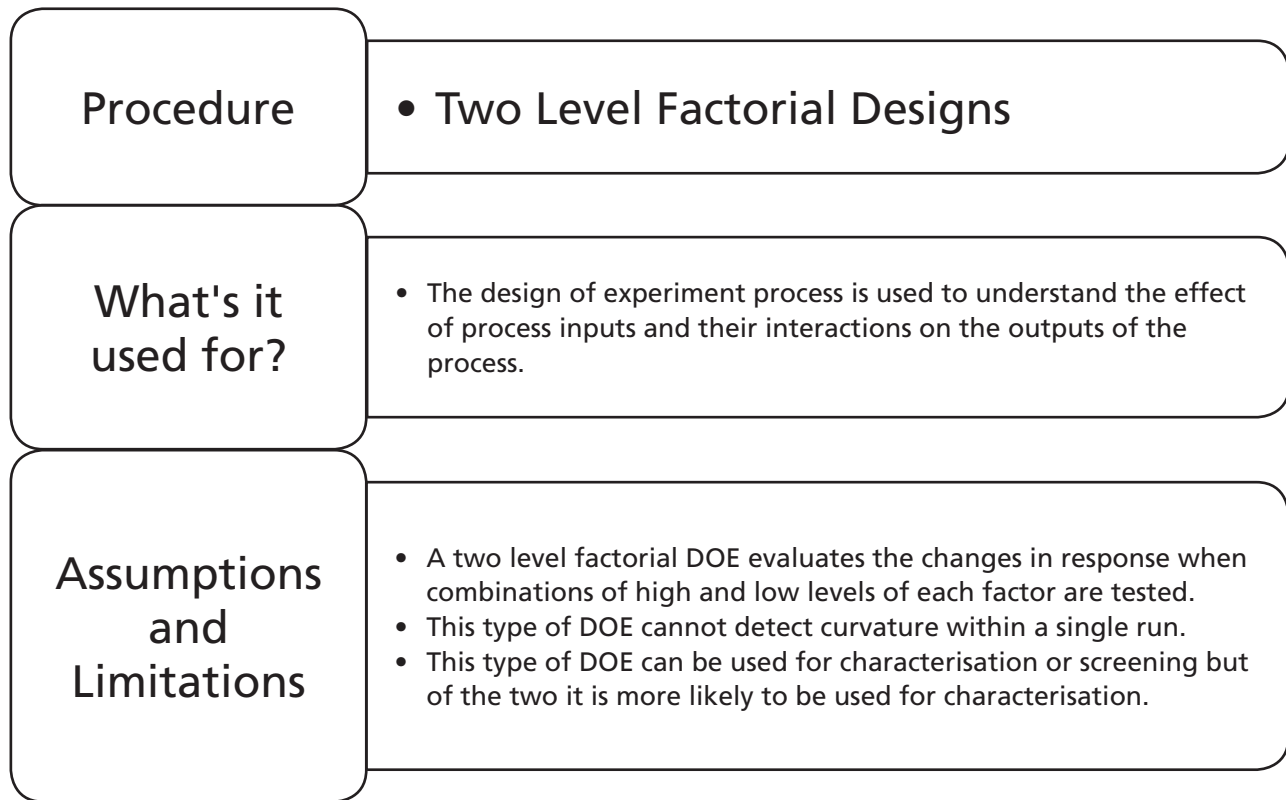 Procedure
• Two Level Factorial Designs
What's it
used for?
• The design of experiment process is used to understand the effect
of process inputs and their interactions on the outputs of the
process.
Assumptions
and
Limitations
• A two level factorial DOE evaluates the changes in response when
combinations of high and low levels of each factor are tested.
• This type of DOE cannot detect curvature within a single run.
• This type of DOE can be used for characterisation or screening but
of the two it is more likely to be used for characterisation.